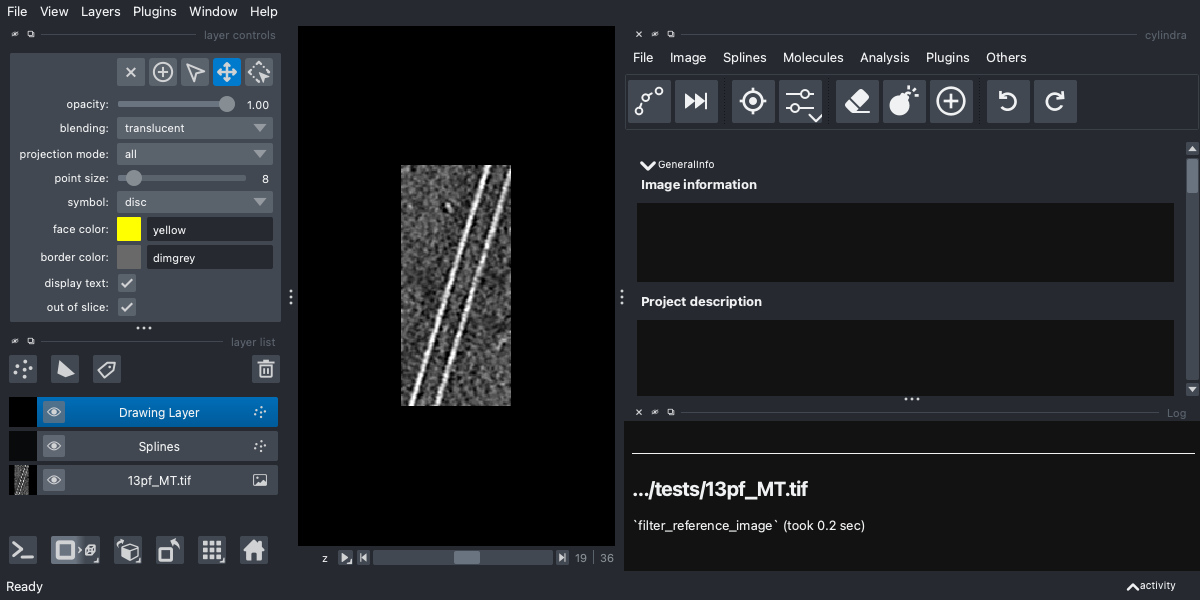 File View Layers Plugins Window Help
layer controls
opacity: 1.00
blending: translucent
projection mode: all
point size: 8
symbol: disc
face color: yellow
border color: dimgrey
display text:
out of slice:
layer list
Drawing Layer
Splines
13pf_MT.tif
z 19 36
cylindra
File Image Splines Molecules Analysis Plugins Others
GeneralInfo
Image information
Project description
Log
.../tests/13pf_MT.tif
`filter_reference_image` (took 0.2 sec)
Ready
activity